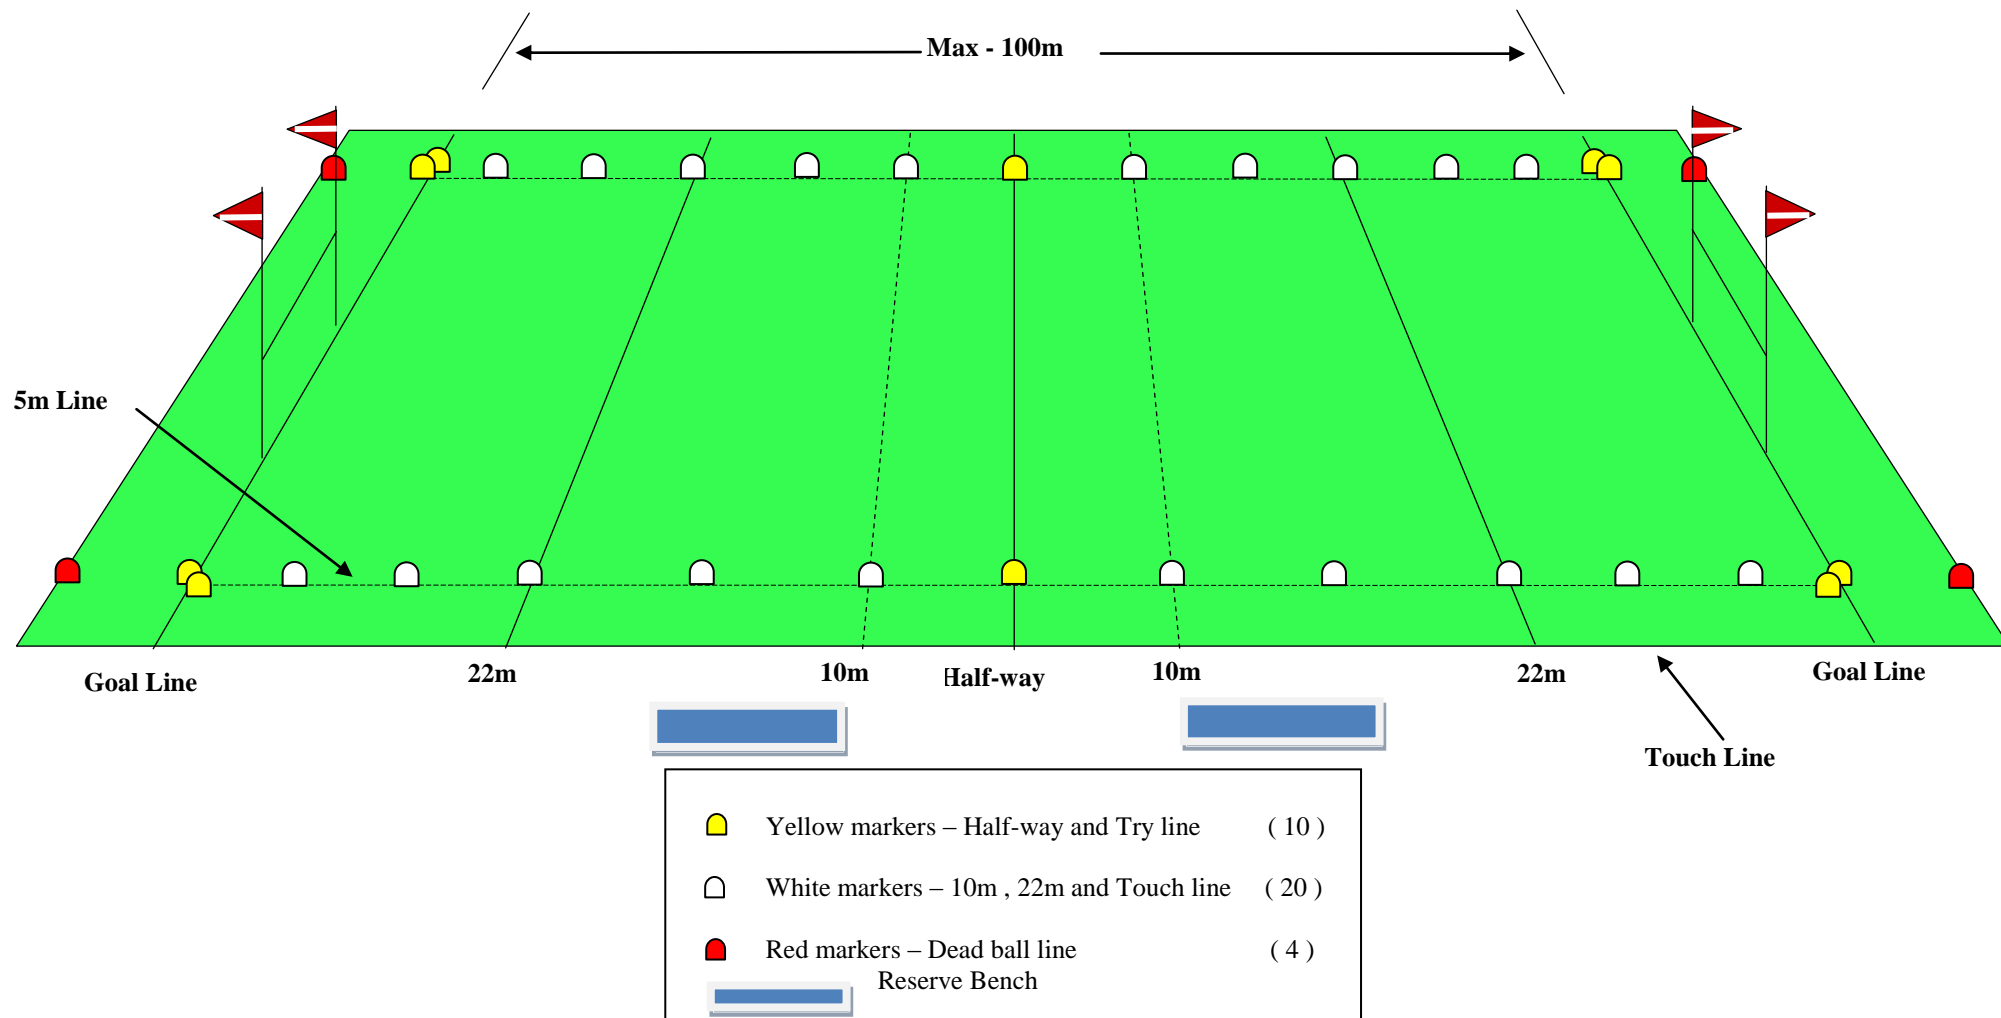 Max - 100m
5m Line
Goal Line
22m
10m
Half-way
10m
22m
Goal Line
Touch Line
Yellow markers – Half-way and Try line ( 10 )
White markers – 10m , 22m and Touch line ( 20 )
Red markers – Dead ball line ( 4 )
Reserve Bench